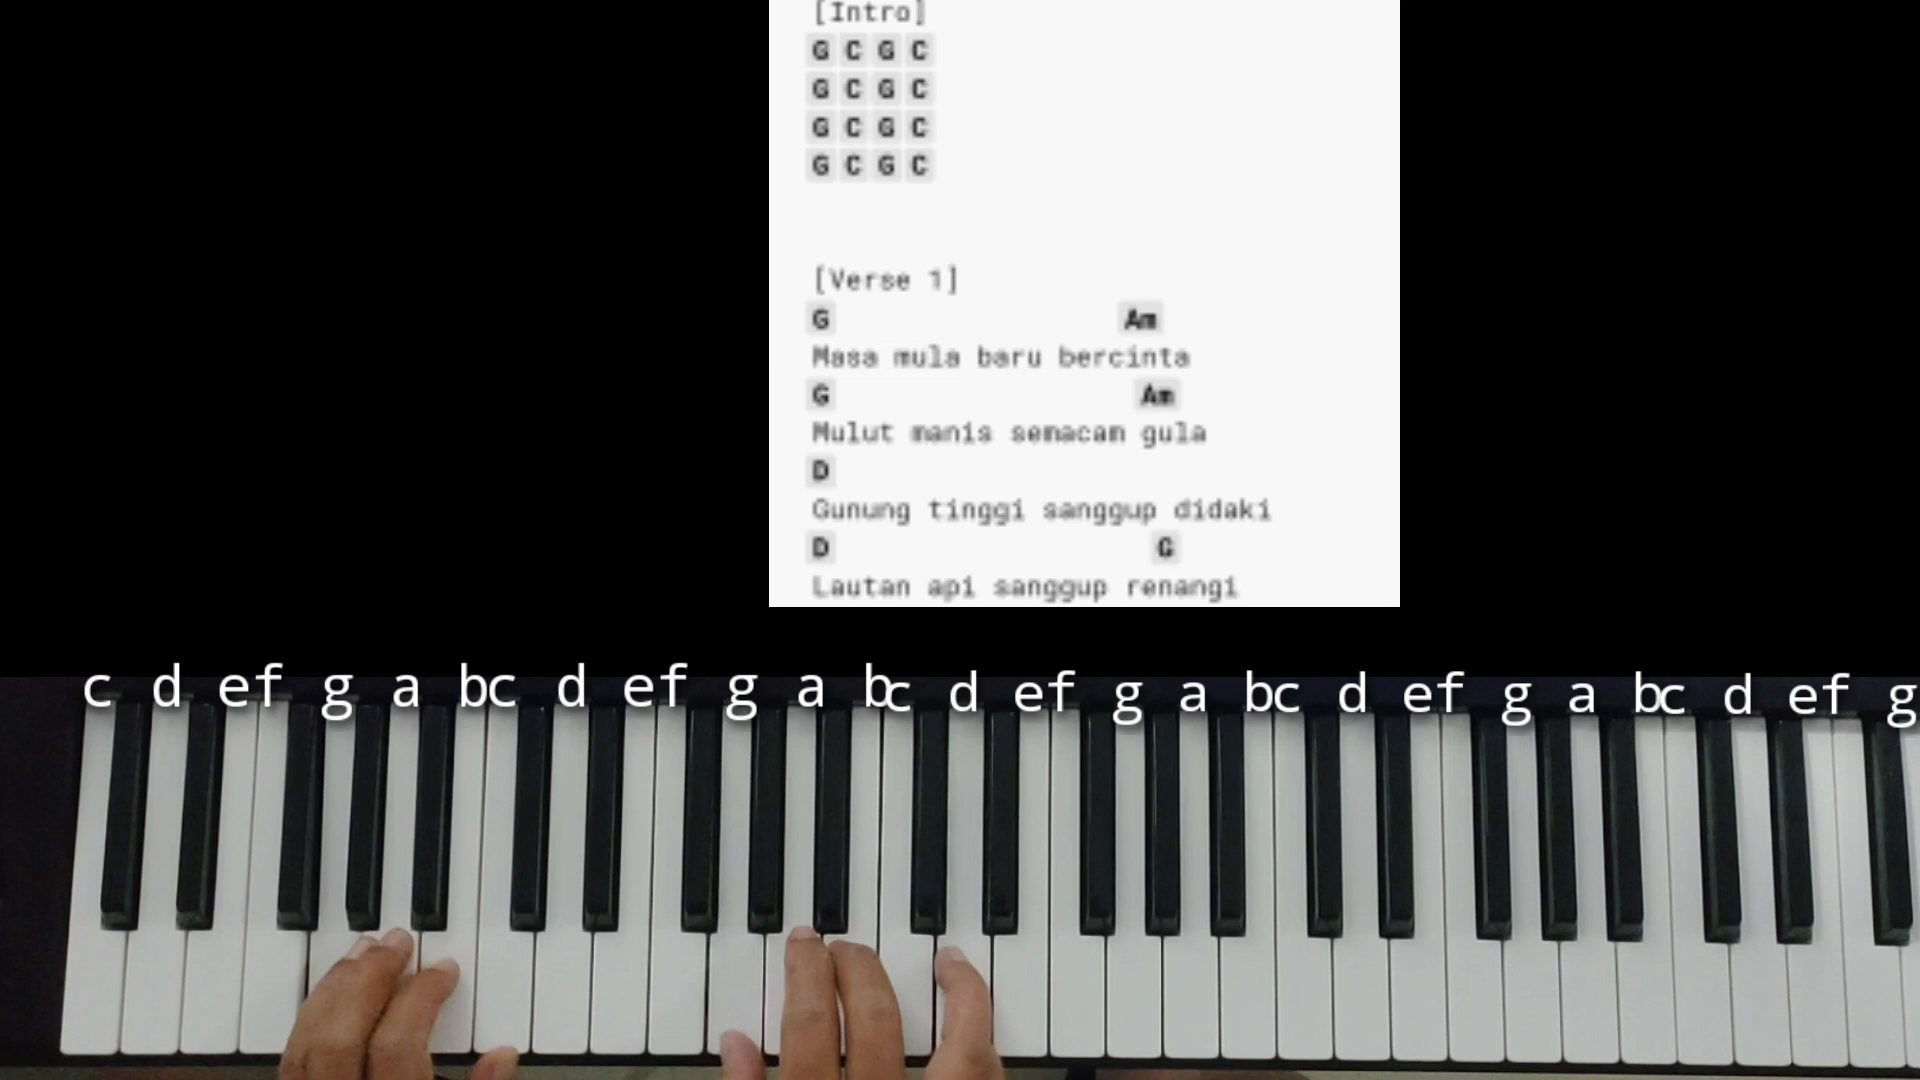 [Intro]
G C G C
G C G C
G C G C
G C G C
[Verse 1]
G Am
Masa mula baru bercinta
G Am
Mulut manis semacam gula
D
Gunung tinggi sanggup didaki
D G
Lautan api sanggup renangi
c d ef g a bc d ef g a bc d ef g a bc d ef g a bc d ef g